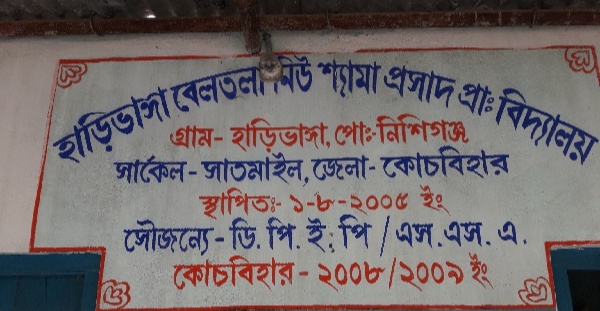 হাড়িভাঙ্গা বেলতলা নিউ শ্যামা প্রসাদ প্রাঃ বিদ্যালয়
গ্রাম- হাড়িভাঙ্গা, পোঃ-নিশিগঞ্জ
সার্কেল - সাতমাইল, জেলা - কোচবিহার
স্থাপিতঃ- ১-৮-২০০৫ ইং
সৌজন্যে - ডি. পি. ই; পি / এস. এস. এ.
কোচবিহার - ২০০৮/২০০৯ ইং